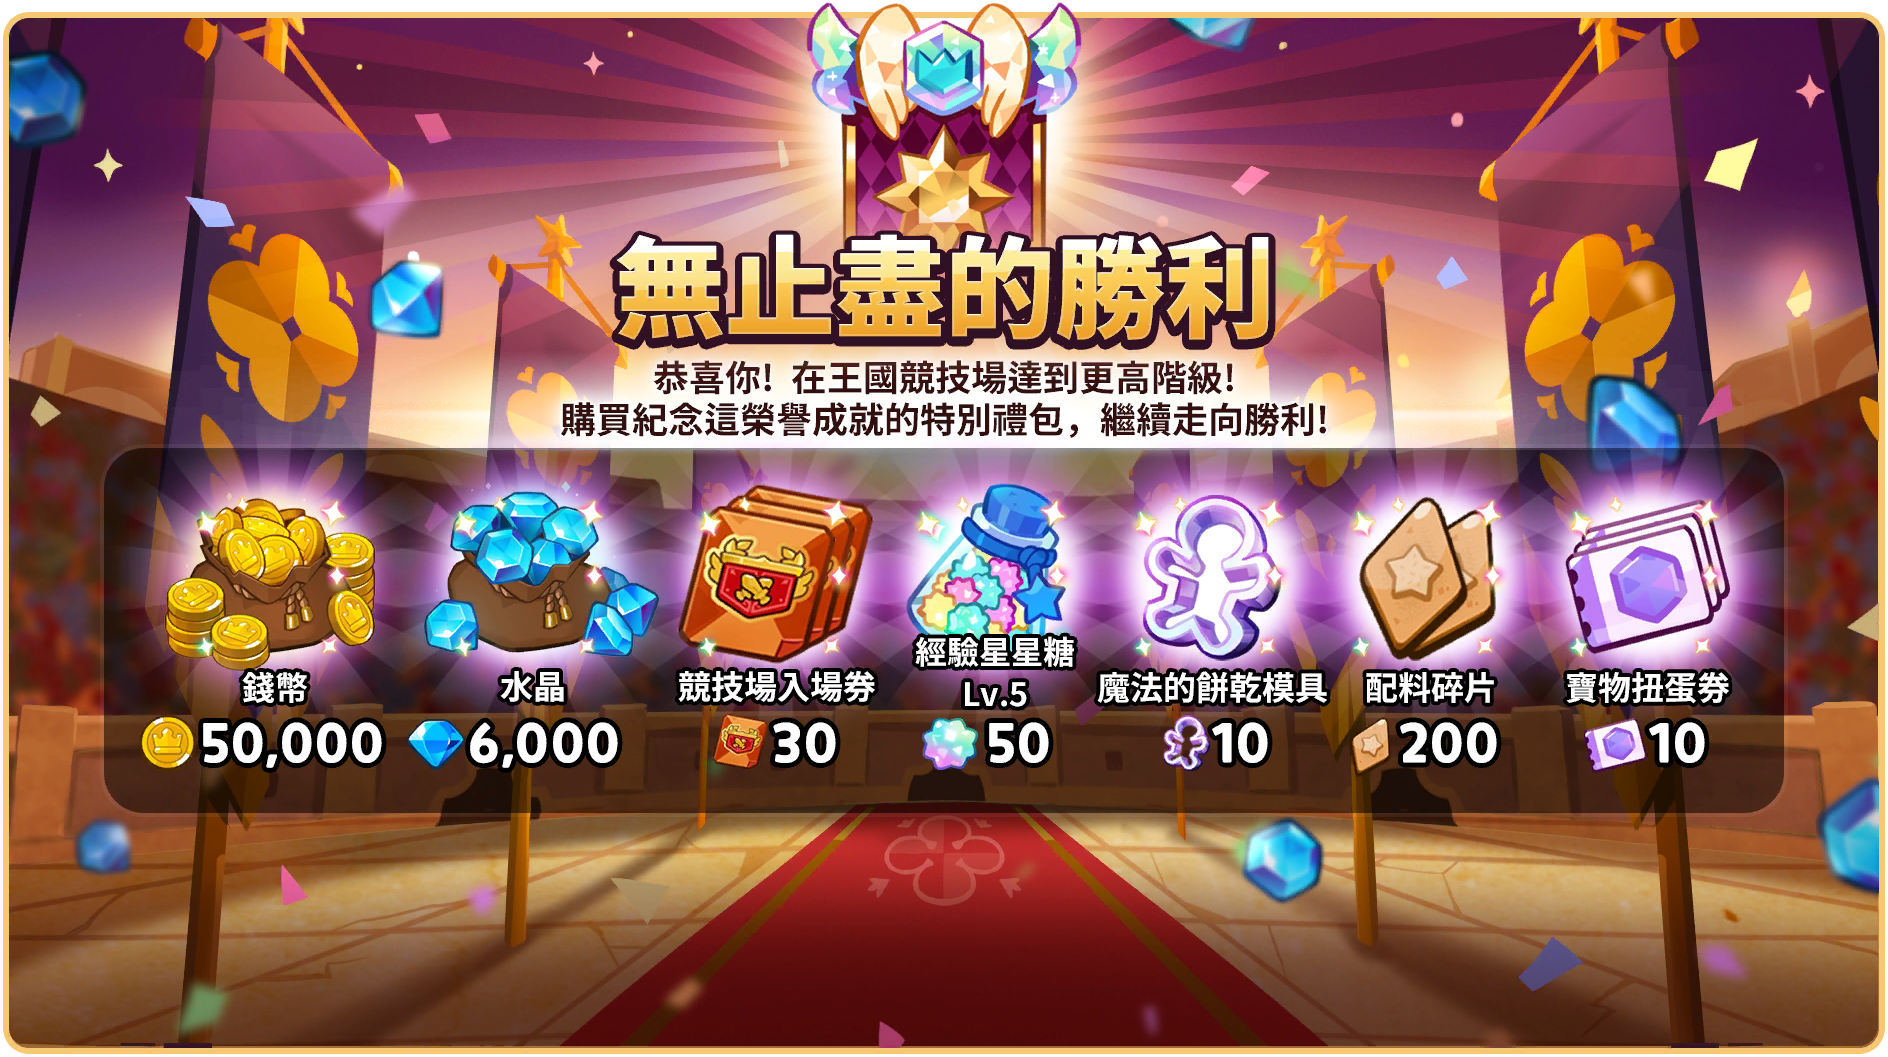 無止盡的勝利
恭喜你! 在王國競技場達到更高階級!
購買紀念這榮譽成就的特別禮包，繼續走向勝利!
錢幣
50,000
水晶
6,000
競技場入場券
30
經驗星星糖
Lv.5
50
魔法的餅乾模具
10
配料碎片
200
寶物扭蛋券
10